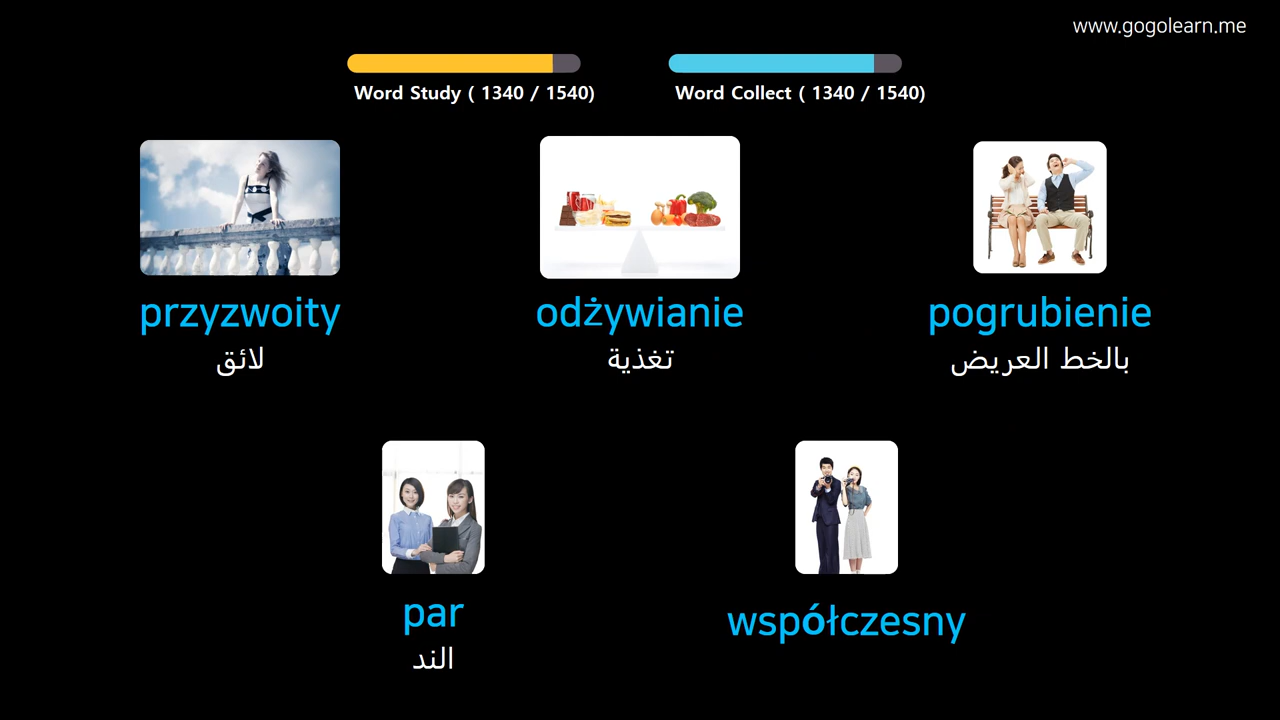 www.gogolearn.me
Word Study ( 1340 / 1540)
Word Collect ( 1340 / 1540)
przyzwoity
لائق
odżywianie
تغذية
pogrubienie
بالخط العريض
par
الند
współczesny